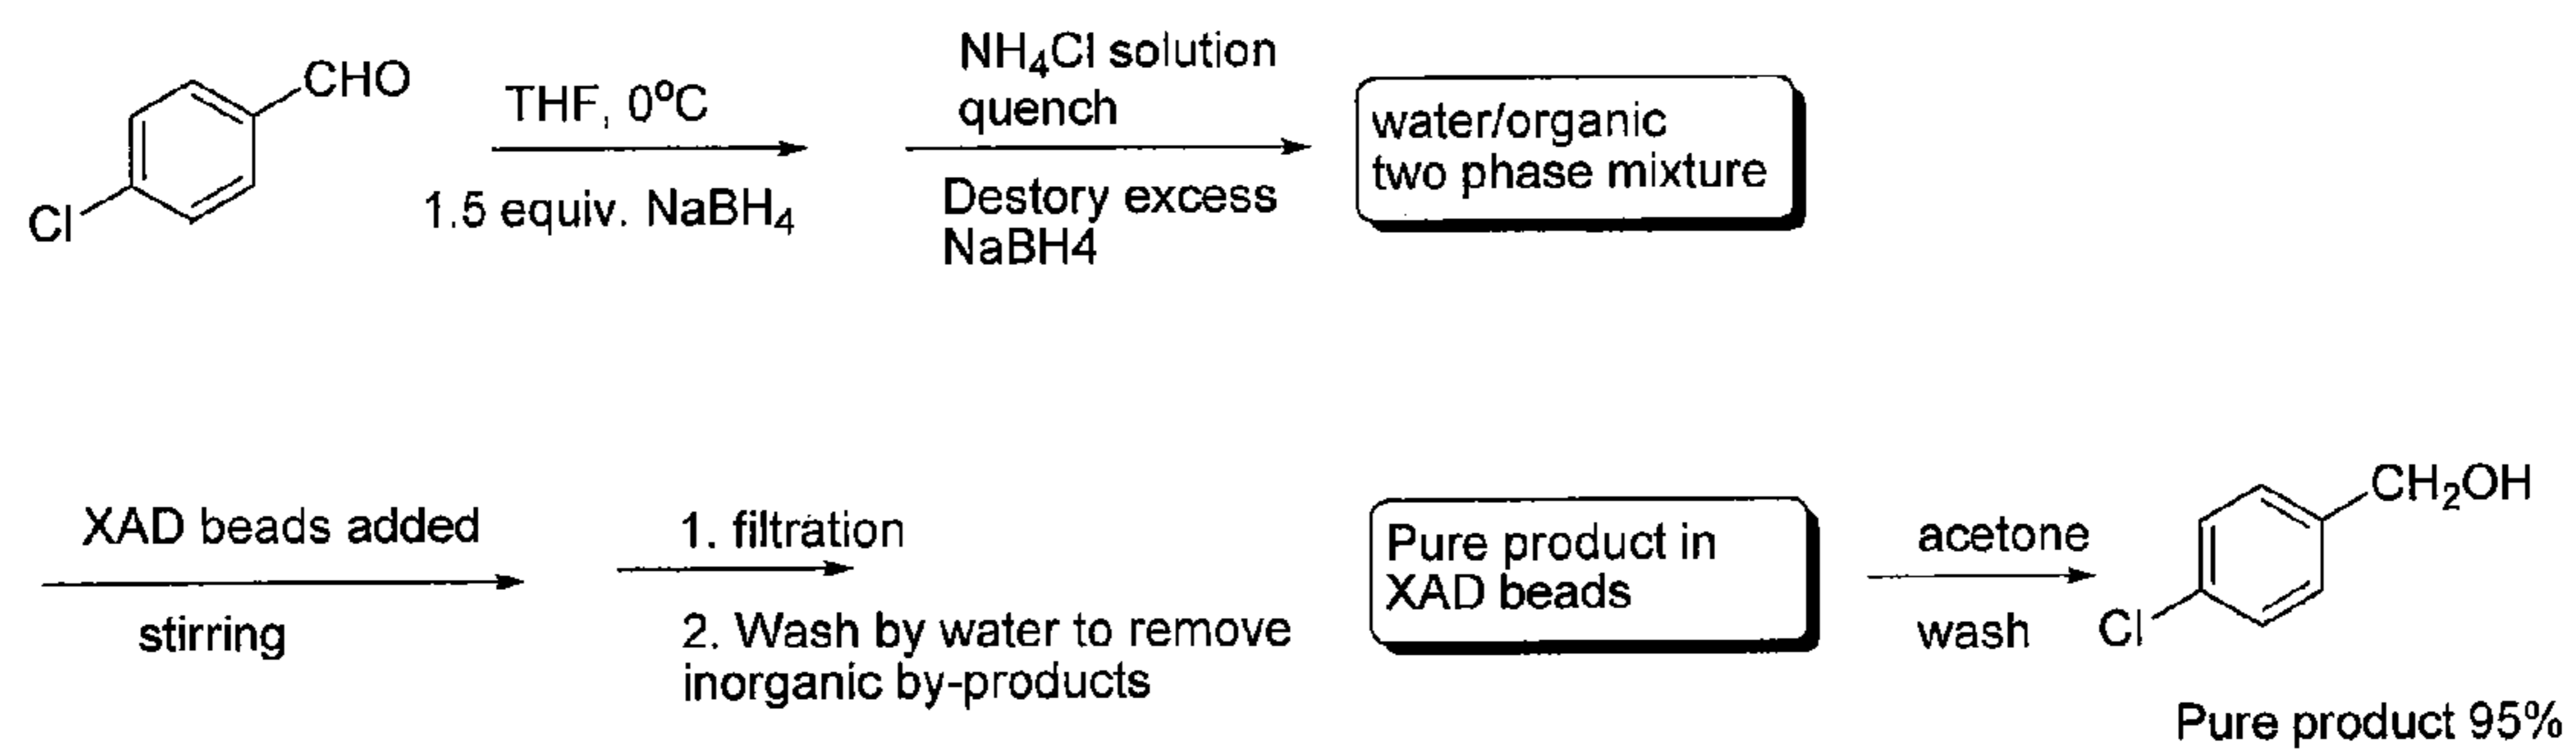 CHO
Cl
THF, 0°C
1.5 equiv. NaBH₄
NH₄Cl solution
quench
Destory excess
NaBH4
water/organic
two phase mixture
XAD beads added
stirring
1. filtration
2. Wash by water to remove
inorganic by-products
Pure product in
XAD beads
acetone
wash
CH₂OH
Cl
Pure product 95%